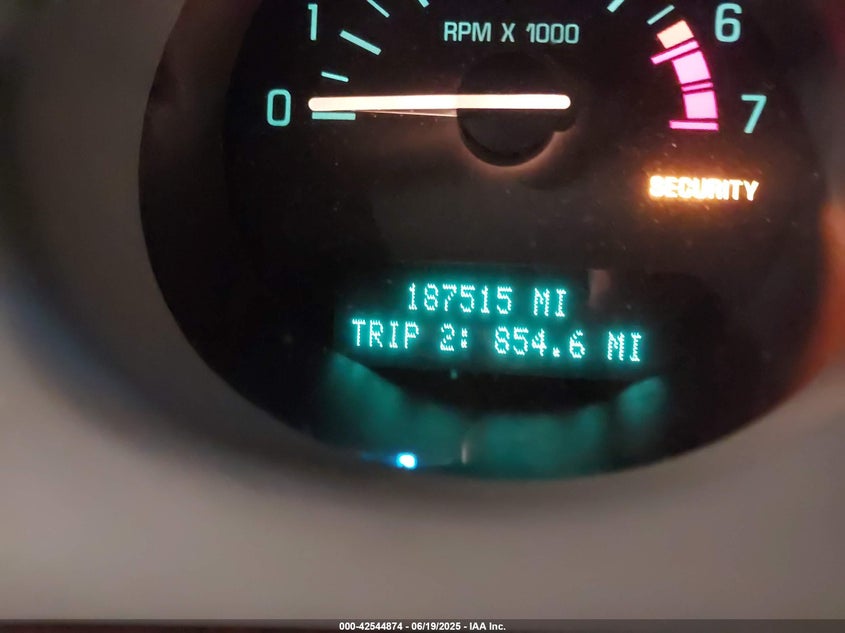 1
RPM X 1000
6
0
7
SECURITY
187515 MI
TRIP 2: 854.6 MI
000-42544874 - 06/19/2025 - IAA Inc.